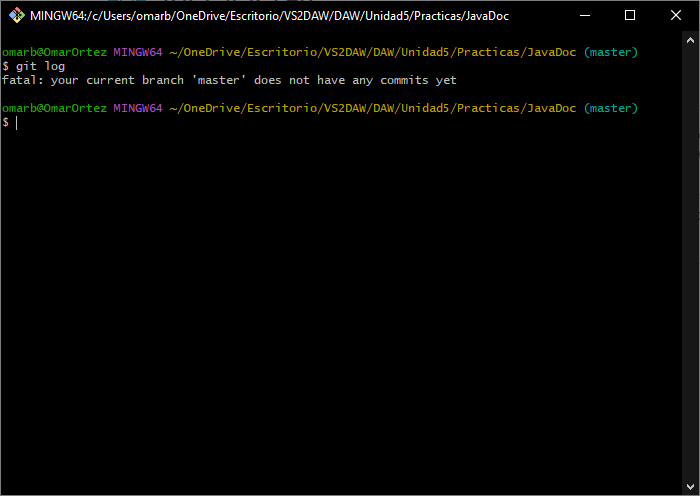 MINGW64:/c/Users/omarb/OneDrive/Escritorio/VS2DAW/DAW/Unidad5/Practicas/JavaDoc
omarb@OmarOrtez MINGW64 ~/OneDrive/Escritorio/VS2DAW/DAW/Unidad5/Practicas/JavaDoc (master)
$ git log
fatal: your current branch 'master' does not have any commits yet
omarb@OmarOrtez MINGW64 ~/OneDrive/Escritorio/VS2DAW/DAW/Unidad5/Practicas/JavaDoc (master)
$